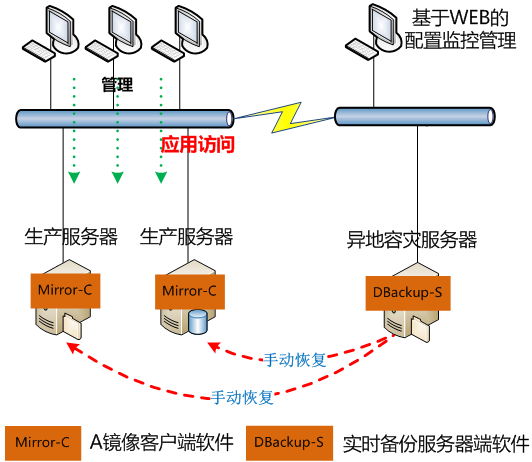 基于WEB的
配置监控管理
管理
应用访问
生产服务器
生产服务器
异地容灾服务器
Mirror-C
Mirror-C
DBackup-S
手动恢复
手动恢复
Mirror-C
A镜像客户端软件
DBackup-S
实时备份服务器端软件